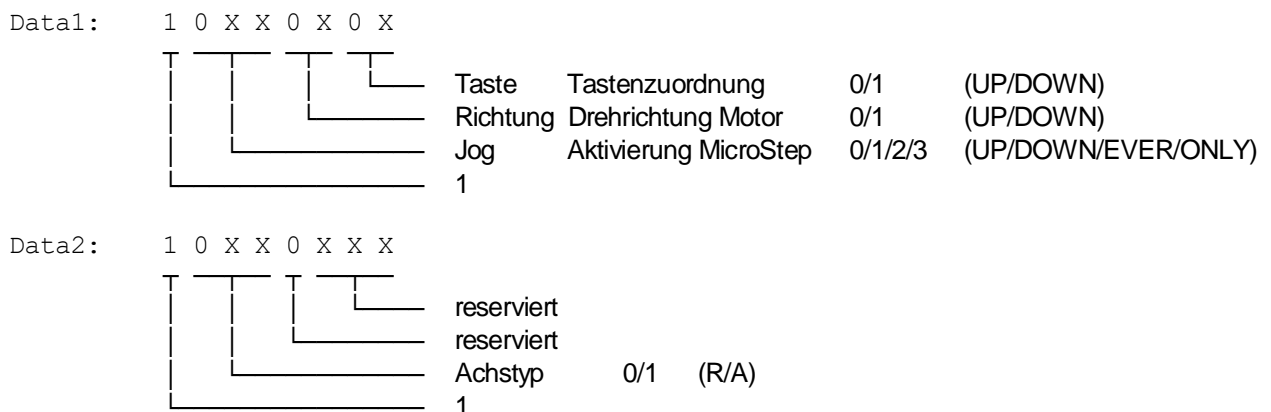 Data1: 1 0 X X 0 X 0 X
Taste Tastenzuordnung 0/1 (UP/DOWN)
Richtung Drehrichtung Motor 0/1 (UP/DOWN)
Jog Aktivierung MicroStep 0/1/2/3 (UP/DOWN/EVER/ONLY)
1
Data2: 1 0 X X 0 X X X
reserviert
reserviert
Achstyp 0/1 (R/A)
1